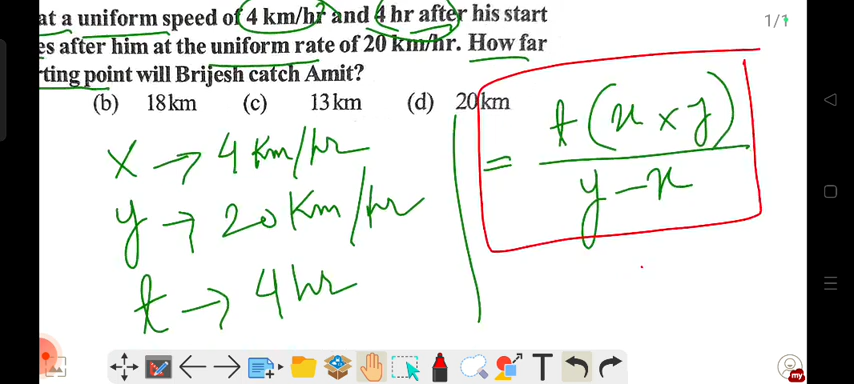 at a uniform speed of 4 km/hr and 4 hr after his start
es after him at the uniform rate of 20 km/hr. How far
rting point will Brijesh catch Amit?
(b) 18 km (c) 13 km (d) 20 km
x → 4 km/hr
y → 20 km/hr
t → 4 hr
= t(x × y)
y - x
1/1
T
my